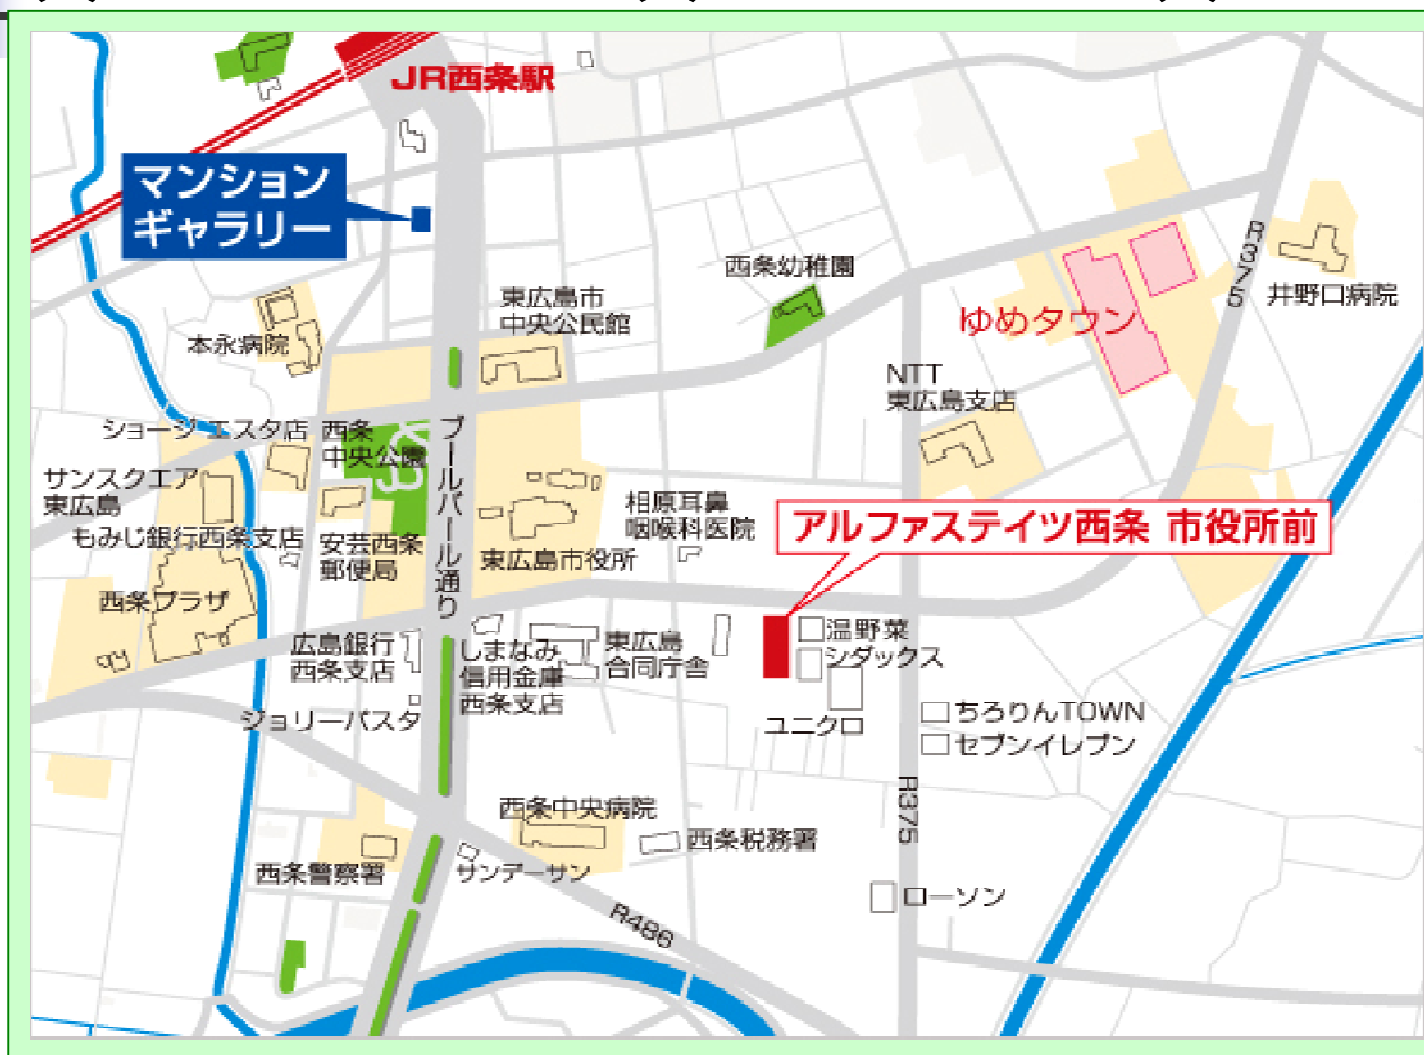 JR西条駅
マンション
ギャラリー
西条幼稚園
東広島市
中央公民館
R375
井野口病院
ゆめタウン
本永病院
NTT
東広島支店
ショージ エスタ店
西条
中央公園
ブールバール通り
サンスクエア
東広島
もみじ銀行西条支店
安芸西条
郵便局
東広島市役所
相原耳鼻
咽喉科医院
アルファステイツ西条 市役所前
西条プラザ
広島銀行
西条支店
しまなみ
信用金庫
西条支店
東広島
合同庁舎
温野菜
シダックス
ジョリーパスタ
ユニクロ
ちろりんTOWN
セブンイレブン
R375
西条中央病院
西条税務署
西条警察署
サンデーサン
ローソン
R486